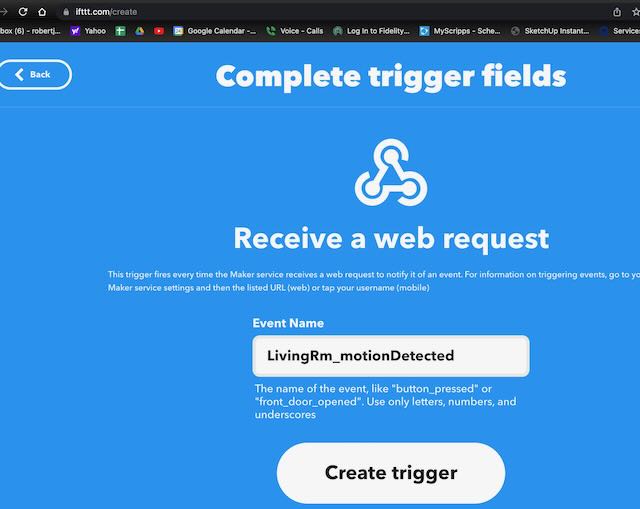 ifttt.com/create
box (6) - robertj...
Yahoo
Google Calendar -...
Voice - Calls
Log In to Fidelity...
MyScripps - Sche...
SketchUp Instant...
Services
Back
Complete trigger fields
Receive a web request
This trigger fires every time the Maker service receives a web request to notify it of an event. For information on triggering events, go to yo
Maker service settings and then the listed URL (web) or tap your username (mobile)
Event Name
LivingRm_motionDetected
The name of the event, like "button_pressed" or
"front_door_opened". Use only letters, numbers, and
underscores
Create trigger